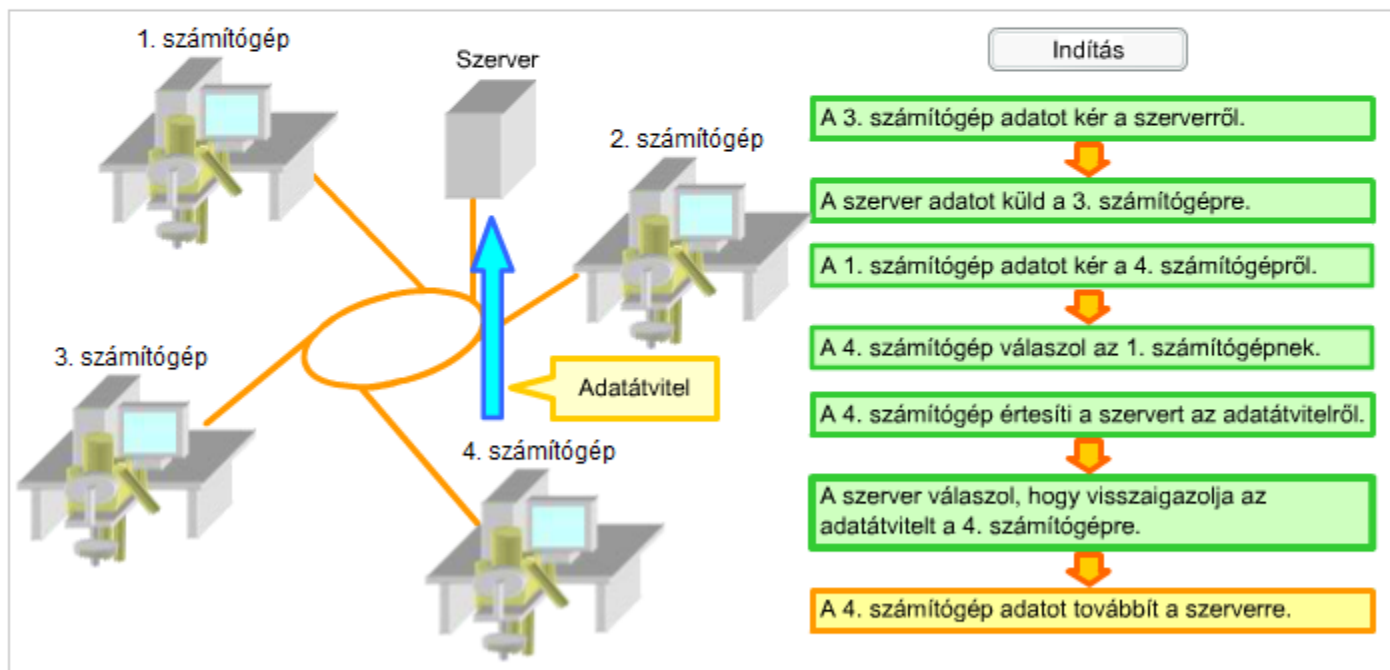 1. számítógép
Szerver
2. számítógép
3. számítógép
Adatátvitel
4. számítógép
Indítás
A 3. számítógép adatot kér a szerverről.
A szerver adatot küld a 3. számítógépre.
A 1. számítógép adatot kér a 4. számítógépről.
A 4. számítógép válaszol az 1. számítógépnek.
A 4. számítógép értesíti a szervert az adatátvitelről.
A szerver válaszol, hogy visszaigazolja az
adatátvitelt a 4. számítógépre.
A 4. számítógép adatot továbbít a szerverre.